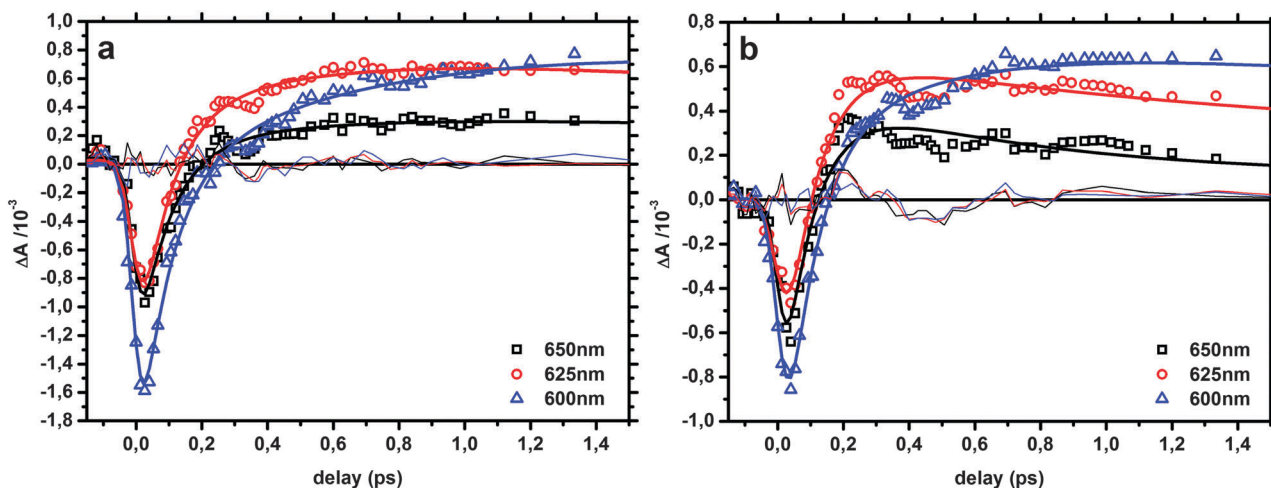 a
1,0
0,8
0,6
0,4
0,2
0,0
-0,2
-0,4
-0,6
-0,8
-1,0
-1,2
-1,4
-1,6
-1,8
ΔA /10⁻³
650nm
625nm
600nm
0,0 0,2 0,4 0,6 0,8 1,0 1,2 1,4
delay (ps)
b
0,8
0,6
0,4
0,2
0,0
-0,2
-0,4
-0,6
-0,8
-1,0
ΔA /10⁻³
650nm
625nm
600nm
0,0 0,2 0,4 0,6 0,8 1,0 1,2 1,4
delay (ps)